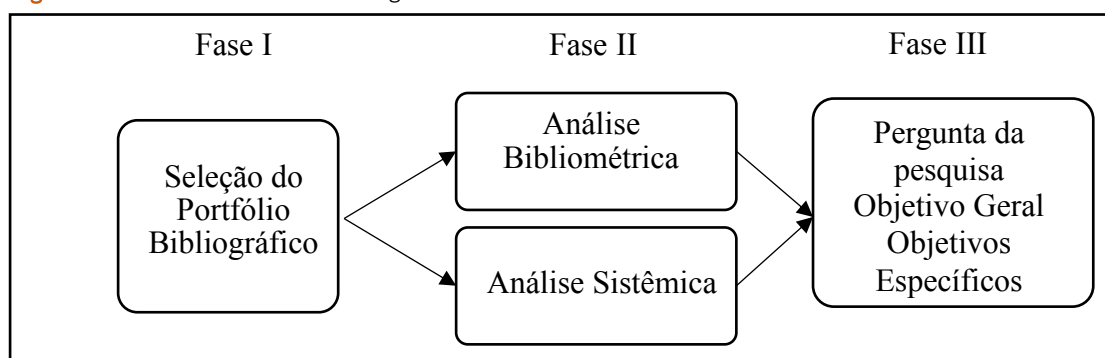 Fase I
Fase II
Fase III
Seleção do
Portfólio
Bibliográfico
Análise
Bibliométrica
Análise Sistêmica
Pergunta da
pesquisa
Objetivo Geral
Objetivos
Específicos